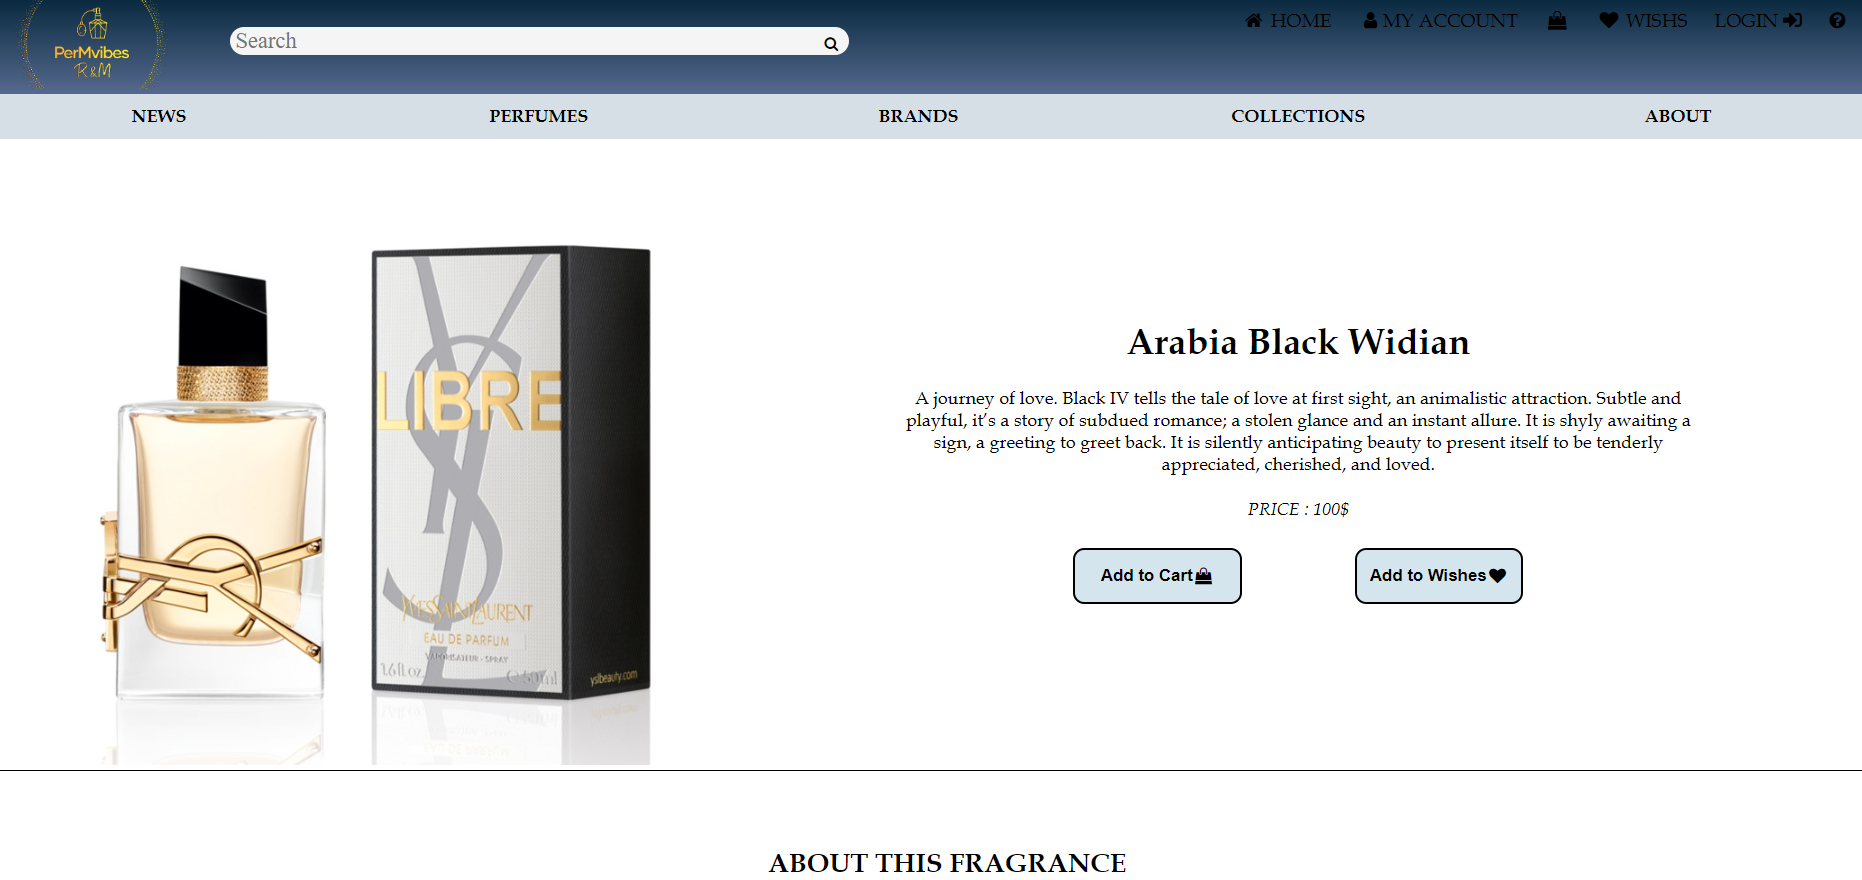 PerMvibes
R&M
Search
HOME
MY ACCOUNT
WISHS
LOGIN
NEWS
PERFUMES
BRANDS
COLLECTIONS
ABOUT
LIBRE
YVESSAINTLAURENT
EAU DE PARFUM
VAPORISATEUR - SPRAY
1.6 fl.oz. ℮ 50 ml
yslbeauty.com
Arabia Black Widian
A journey of love. Black IV tells the tale of love at first sight, an animalistic attraction. Subtle and
playful, it’s a story of subdued romance; a stolen glance and an instant allure. It is shyly awaiting a
sign, a greeting to greet back. It is silently anticipating beauty to present itself to be tenderly
appreciated, cherished, and loved.
PRICE : 100$
Add to Cart
Add to Wishes
ABOUT THIS FRAGRANCE